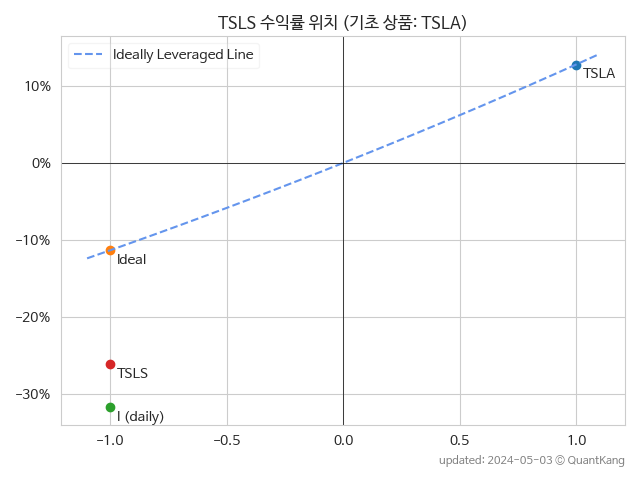 TSLS 수익률 위치 (기초 상품: TSLA)
Ideally Leveraged Line
TSLA
10%
0%
−10%
Ideal
−20%
TSLS
−30%
I (daily)
−1.0
−0.5
0.0
0.5
1.0
updated: 2024-05-03 © QuantKang